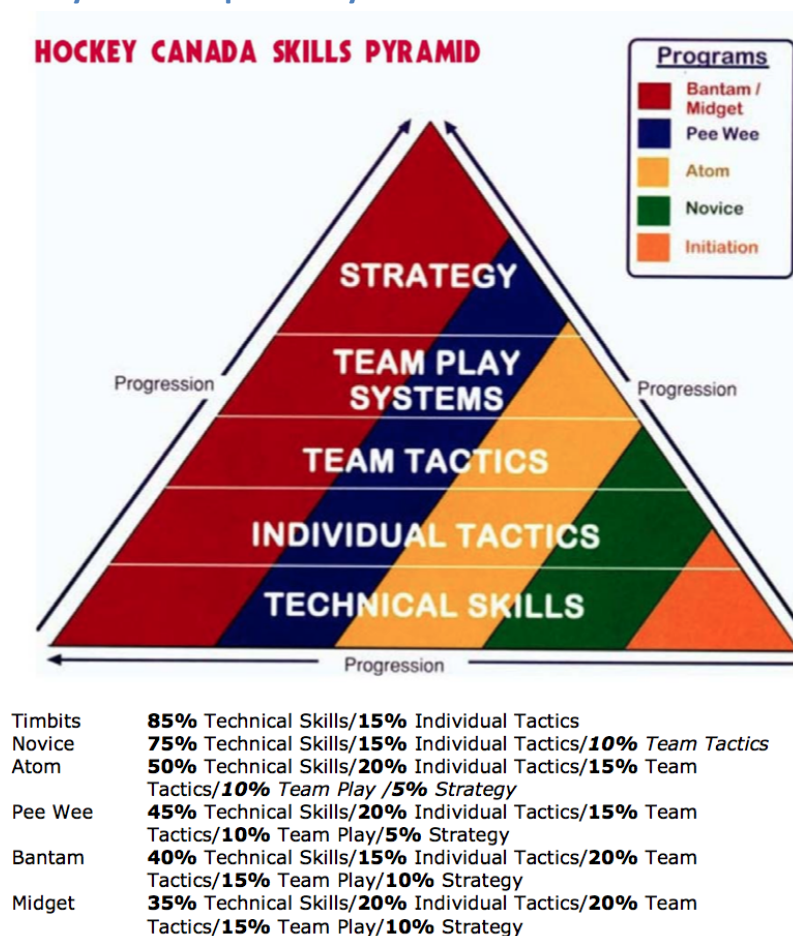 HOCKEY CANADA SKILLS PYRAMID
Programs
Bantam /
Midget
Pee Wee
Atom
Novice
Initiation
STRATEGY
TEAM PLAY
SYSTEMS
TEAM TACTICS
INDIVIDUAL TACTICS
TECHNICAL SKILLS
Progression
Progression
Progression
Timbits 85% Technical Skills/15% Individual Tactics
Novice 75% Technical Skills/15% Individual Tactics/10% Team Tactics
Atom 50% Technical Skills/20% Individual Tactics/15% Team
Tactics/10% Team Play /5% Strategy
Pee Wee 45% Technical Skills/20% Individual Tactics/15% Team
Tactics/10% Team Play/5% Strategy
Bantam 40% Technical Skills/15% Individual Tactics/20% Team
Tactics/15% Team Play/10% Strategy
Midget 35% Technical Skills/20% Individual Tactics/20% Team
Tactics/15% Team Play/10% Strategy